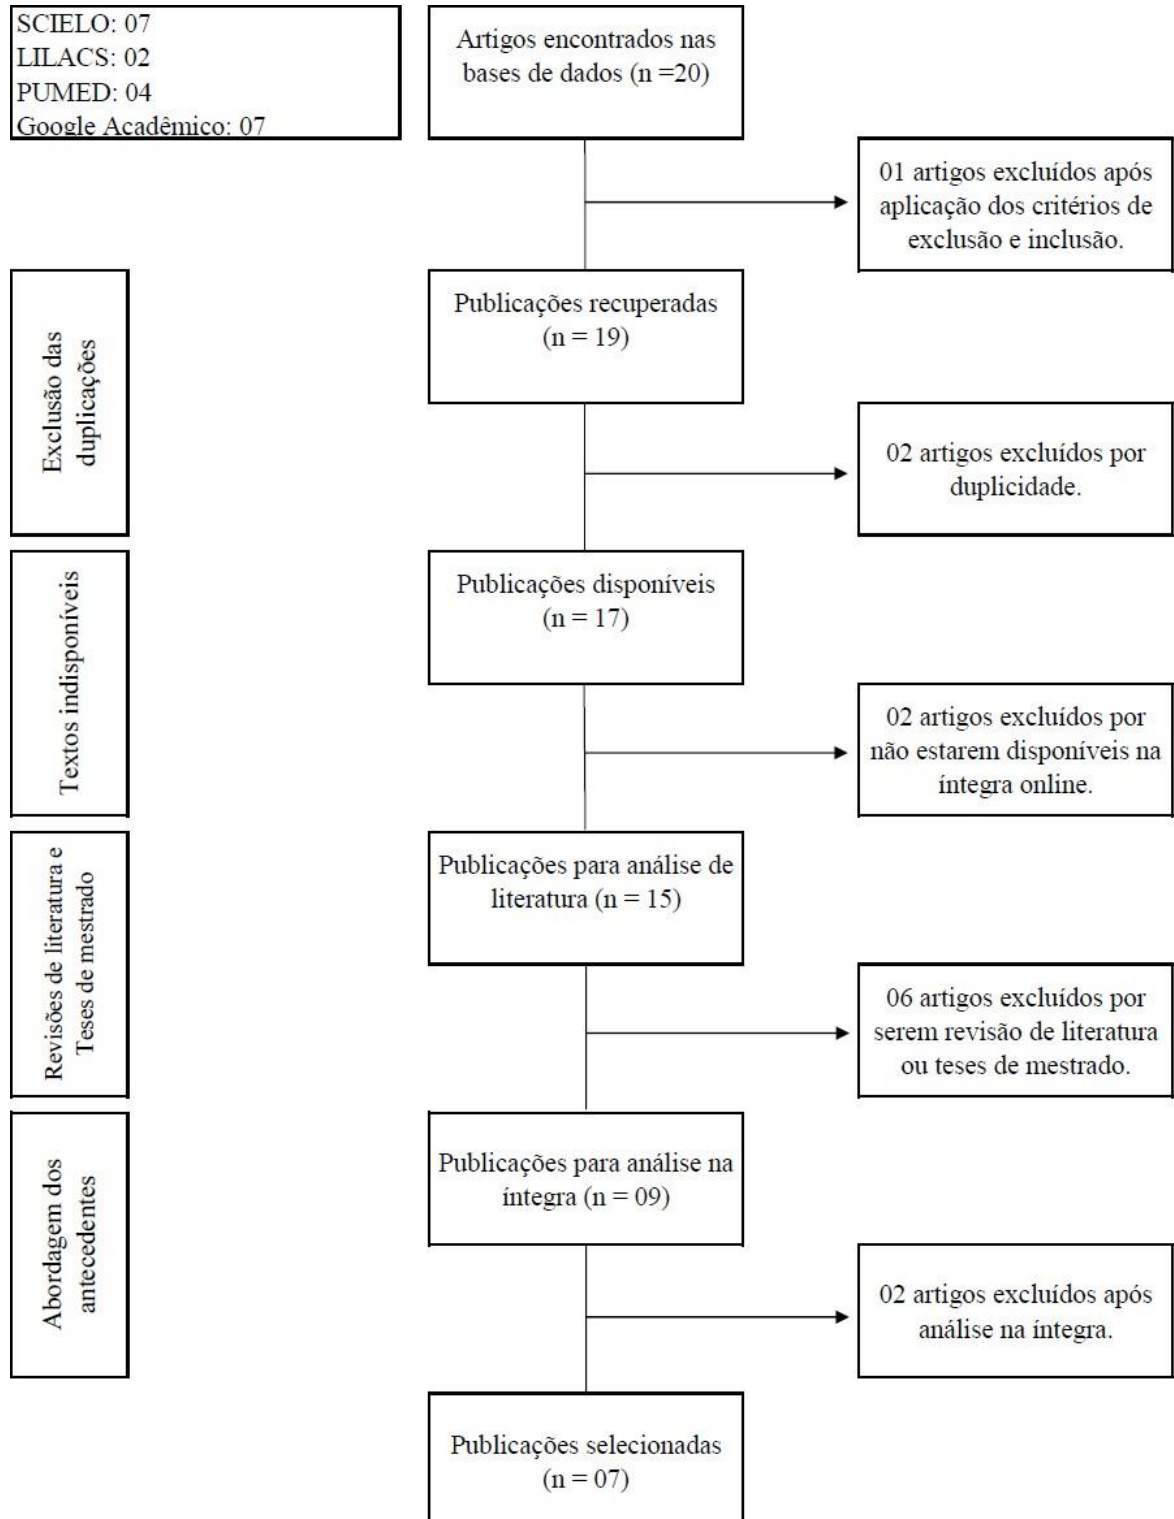 SCIELO: 07
LILACS: 02
PUMED: 04
Google Acadêmico: 07
Artigos encontrados nas
bases de dados (n =20)
01 artigos excluídos após
aplicação dos critérios de
exclusão e inclusão.
Exclusão das
duplicações
Publicações recuperadas
(n = 19)
02 artigos excluídos por
duplicidade.
Textos indisponíveis
Publicações disponíveis
(n = 17)
02 artigos excluídos por
não estarem disponíveis na
íntegra online.
Revisões de literatura e
Teses de mestrado
Publicações para análise de
literatura (n = 15)
06 artigos excluídos por
serem revisão de literatura
ou teses de mestrado.
Abordagem dos
antecedentes
Publicações para análise na
íntegra (n = 09)
02 artigos excluídos após
análise na íntegra.
Publicações selecionadas
(n = 07)